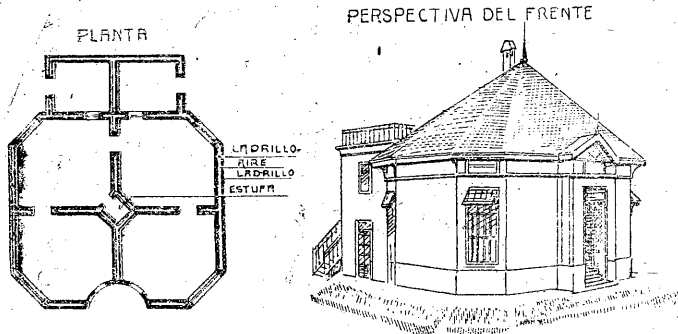 PLANTA
PERSPECTIVA DEL FRENTE
LADRILLO-
AIRE
LADRILLO
ESTUFA